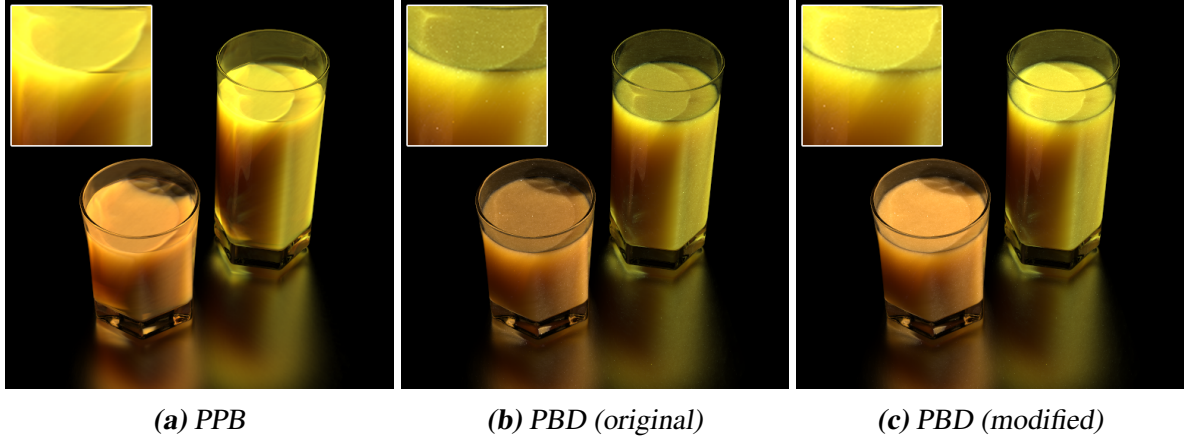 (a) PPB
(b) PBD (original)
(c) PBD (modified)